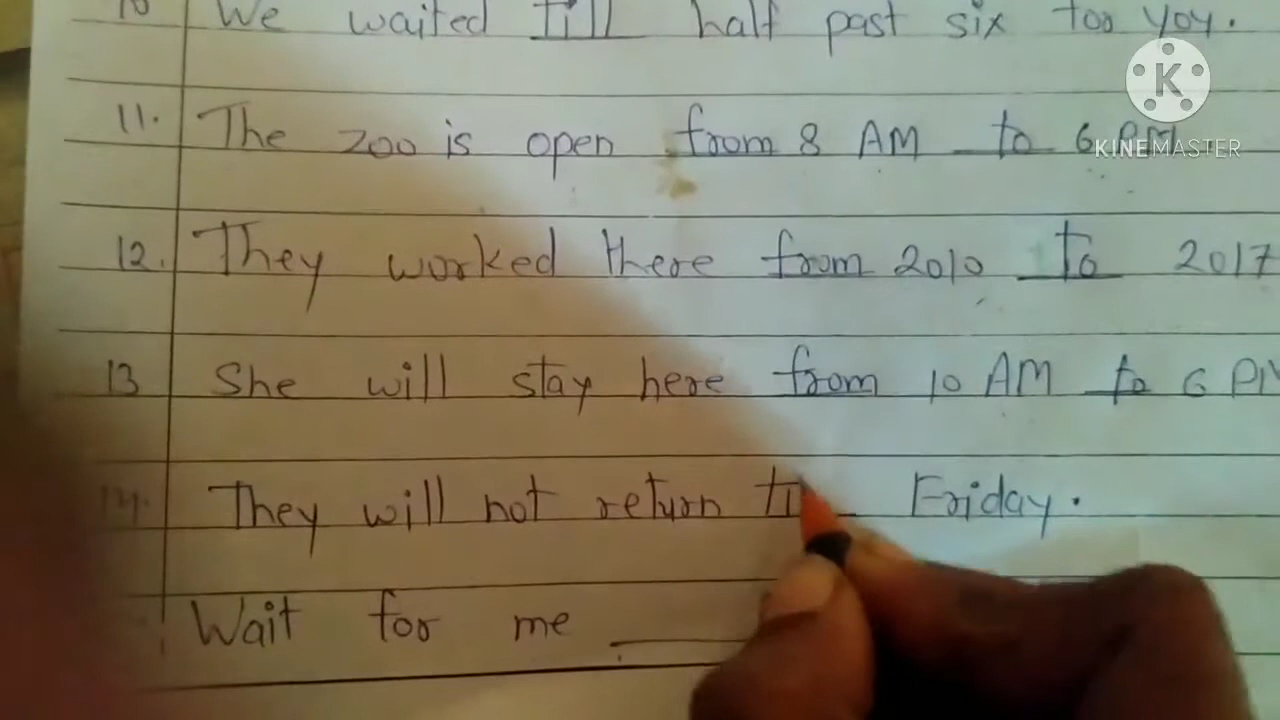 10 We waited till half past six for you.
11. The zoo is open from 8 AM to 6 PM.
K
KINEMASTER
12. They worked there from 2010 to 2017
13 She will stay here from 10 AM to 6 PM
14. They will not return Friday.
Wait for me